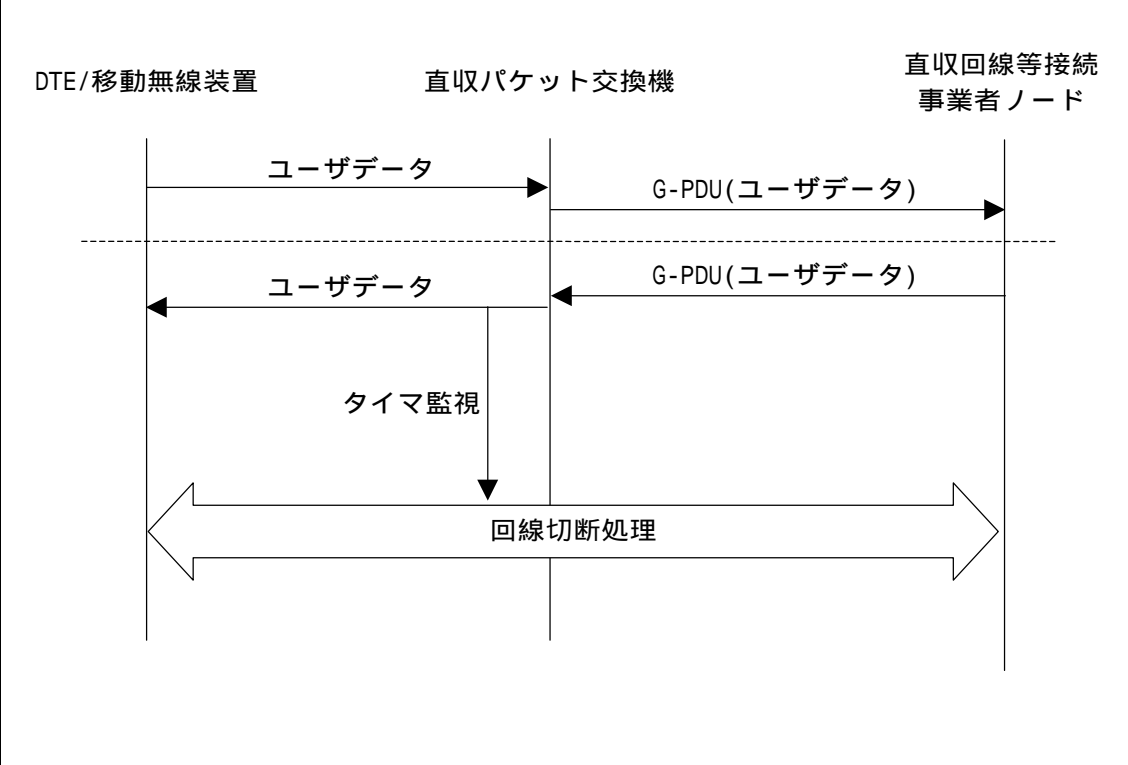 DTE/移動無線装置
直収パケット交換機
直収回線等接続
事業者ノード
ユーザデータ
G-PDU(ユーザデータ)
G-PDU(ユーザデータ)
ユーザデータ
タイマ監視
回線切断処理